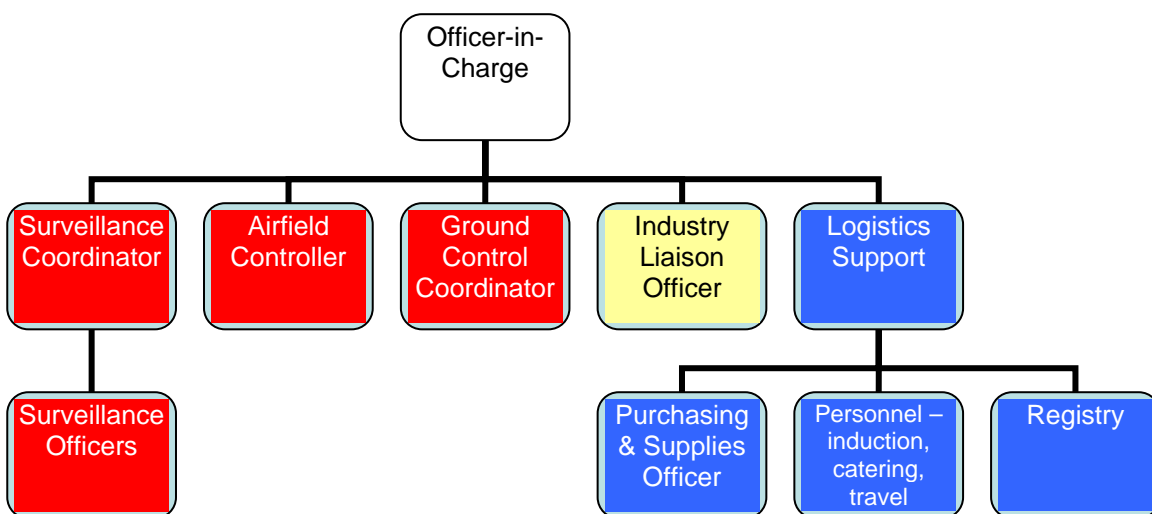 Officer-in-
Charge
Surveillance
Coordinator
Airfield
Controller
Ground
Control
Coordinator
Industry
Liaison
Officer
Logistics
Support
Surveillance
Officers
Purchasing
& Supplies
Officer
Personnel –
induction,
catering,
travel
Registry